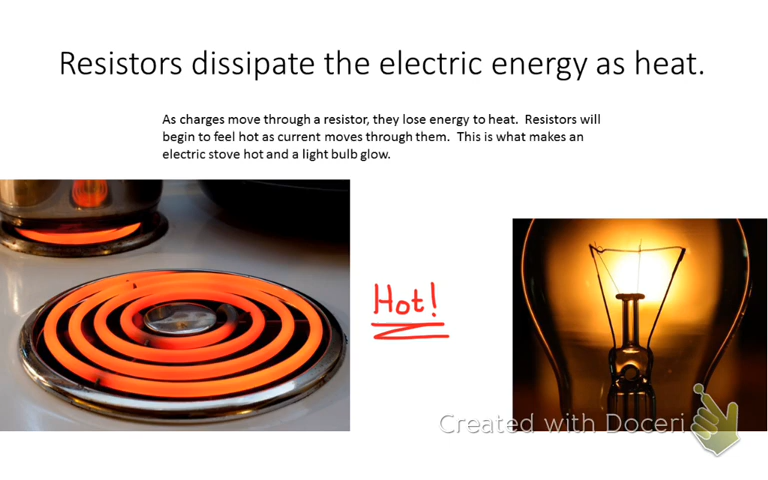 Resistors dissipate the electric energy as heat.
As charges move through a resistor, they lose energy to heat.  Resistors will
begin to feel hot as current moves through them.  This is what makes an
electric stove hot and a light bulb glow.
Hot!
Created with Doceri